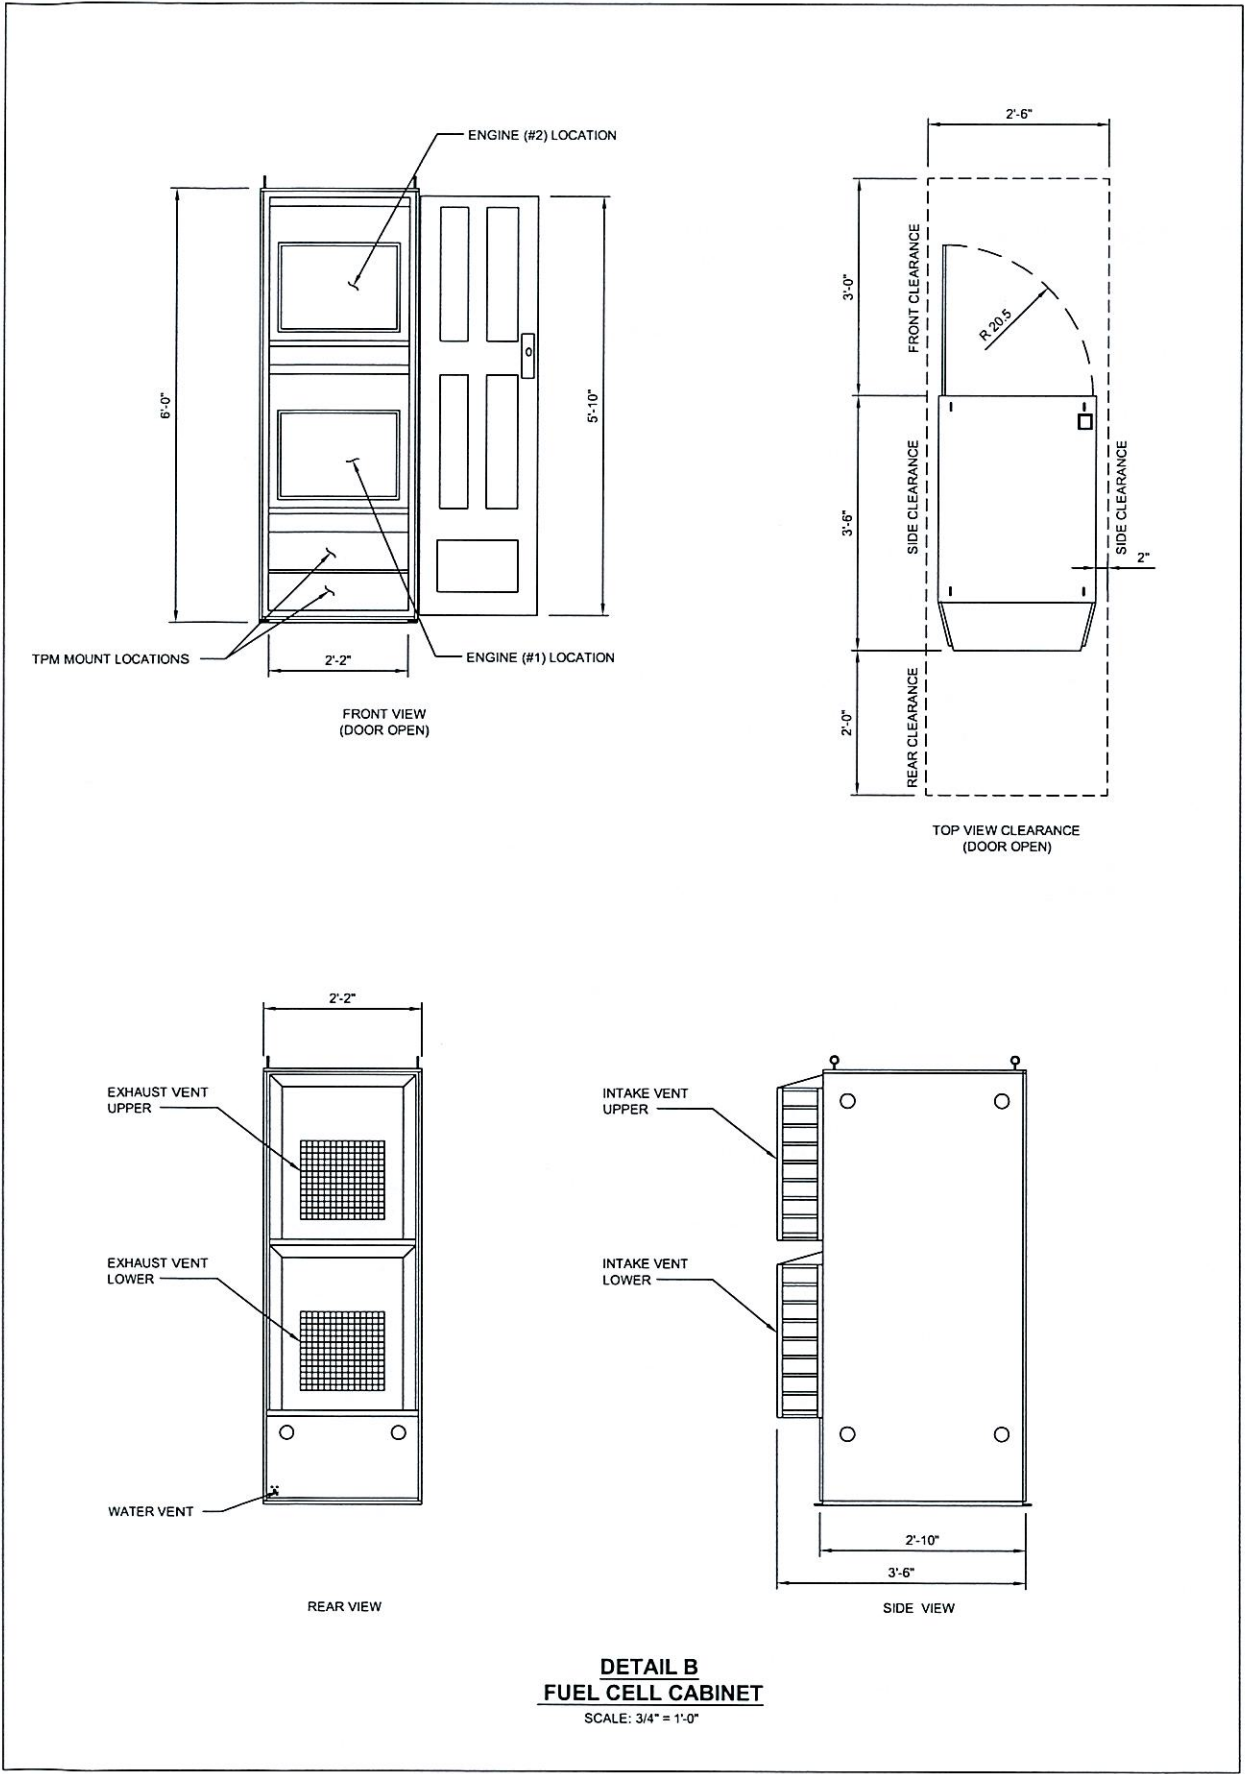 ENGINE (#2) LOCATION
6'-0"
5'-10"
TPM MOUNT LOCATIONS
2'-2"
ENGINE (#1) LOCATION
FRONT VIEW
(DOOR OPEN)
2'-6"
3'-0"
FRONT CLEARANCE
R 20.5
3'-6"
SIDE CLEARANCE
SIDE CLEARANCE
2"
2'-0"
REAR CLEARANCE
TOP VIEW CLEARANCE
(DOOR OPEN)
2'-2"
EXHAUST VENT
UPPER
EXHAUST VENT
LOWER
WATER VENT
REAR VIEW
INTAKE VENT
UPPER
INTAKE VENT
LOWER
2'-10"
3'-6"
SIDE VIEW
DETAIL B
FUEL CELL CABINET
SCALE: 3/4" = 1'-0"